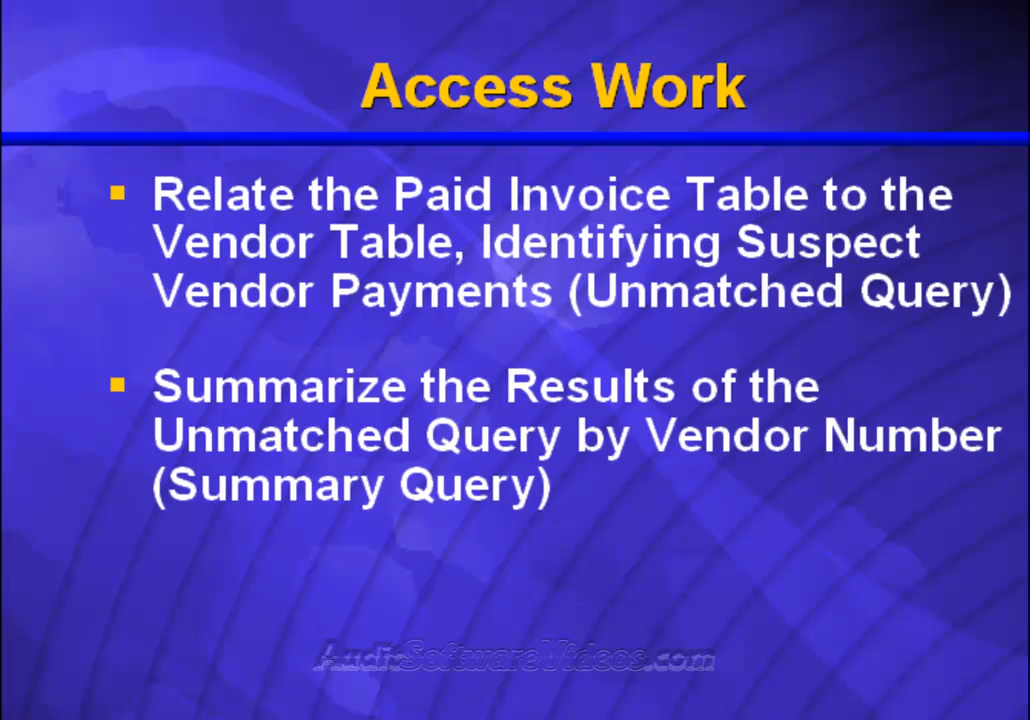 Access Work
Relate the Paid Invoice Table to the
Vendor Table, Identifying Suspect
Vendor Payments (Unmatched Query)
Summarize the Results of the
Unmatched Query by Vendor Number
(Summary Query)
AuditSoftwareVideos.com